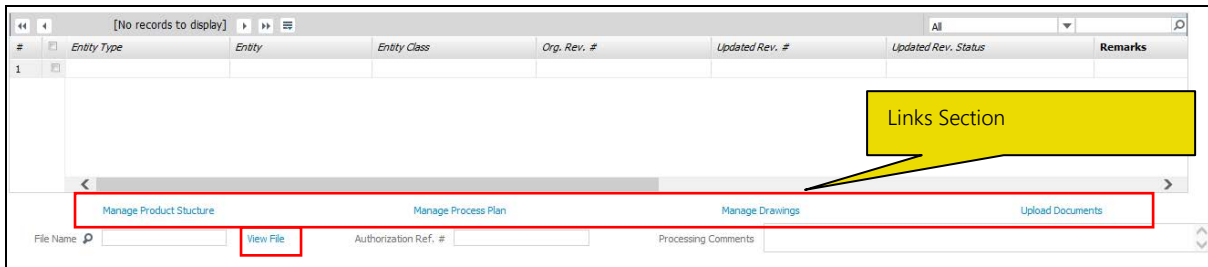 [No records to display] All
# Entity Type Entity Entity Class Org. Rev. # Updated Rev. # Updated Rev. Status Remarks
1
Links Section
Manage Product Stucture Manage Process Plan Manage Drawings Upload Documents
File Name View File Authorization Ref. # Processing Comments